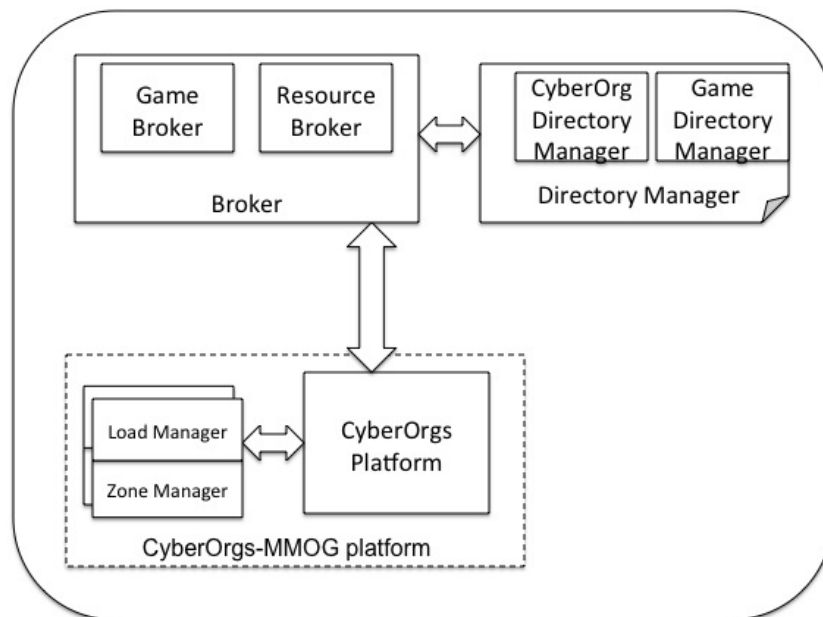 Game
Broker
Resource
Broker
Broker
CyberOrg
Directory
Manager
Game
Directory
Manager
Directory Manager
Load Manager
Zone Manager
CyberOrgs
Platform
CyberOrgs-MMOG platform